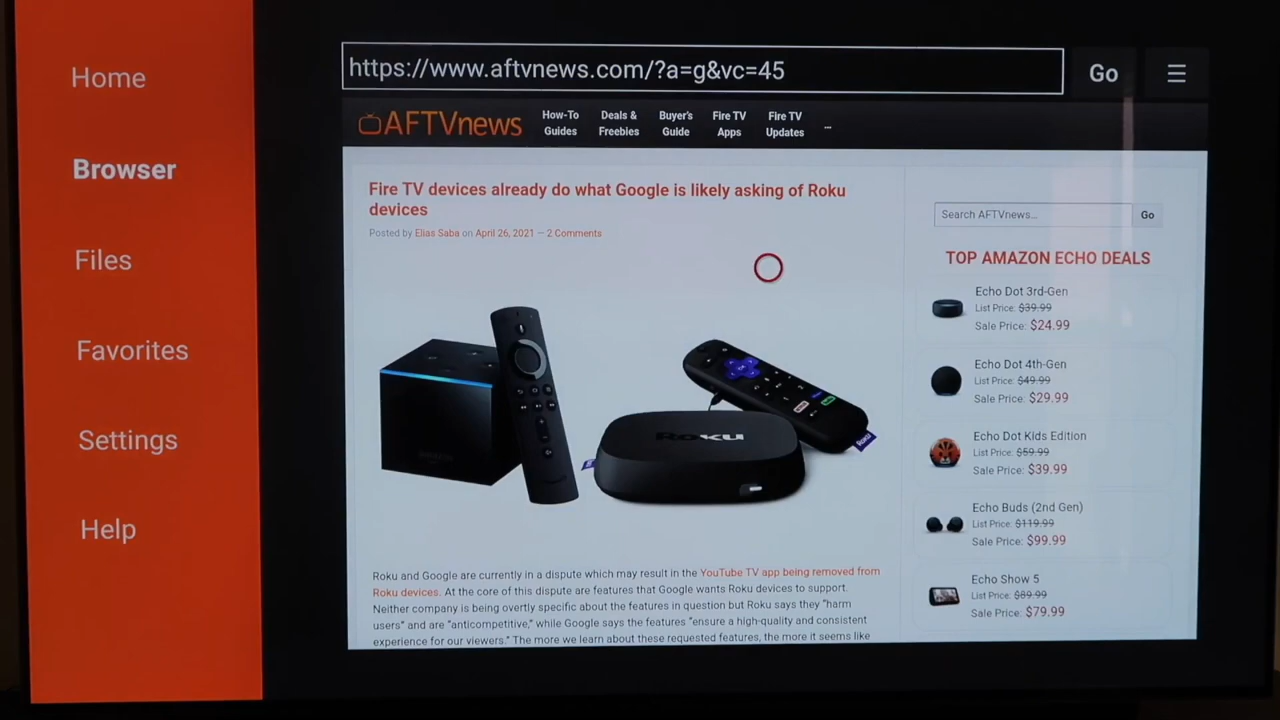 Home
Browser
Files
Favorites
Settings
Help
https://www.aftvnews.com/?a=g&vc=45
Go
☰
AFTVnews
How-To
Guides
Deals &
Freebies
Buyer's
Guide
Fire TV
Apps
Fire TV
Updates
...
Fire TV devices already do what Google is likely asking of Roku
devices
Posted by Elias Saba on April 26, 2021 — 2 Comments
Roku
Roku
Roku and Google are currently in a dispute which may result in the YouTube TV app being removed from
Roku devices. At the core of this dispute are features that Google wants Roku devices to support.
Neither company is being overtly specific about the features in question but Roku says they "harm
users" and are "anticompetitive," while Google says the features "ensure a high-quality and consistent
experience for our viewers." The more we learn about these requested features, the more it seems like
Search AFTVnews...
Go
TOP AMAZON ECHO DEALS
Echo Dot 3rd-Gen
List Price: $39.99
Sale Price: $24.99
Echo Dot 4th-Gen
List Price: $49.99
Sale Price: $29.99
Echo Dot Kids Edition
List Price: $59.99
Sale Price: $39.99
Echo Buds (2nd Gen)
List Price: $119.99
Sale Price: $99.99
Echo Show 5
List Price: $89.99
Sale Price: $79.99